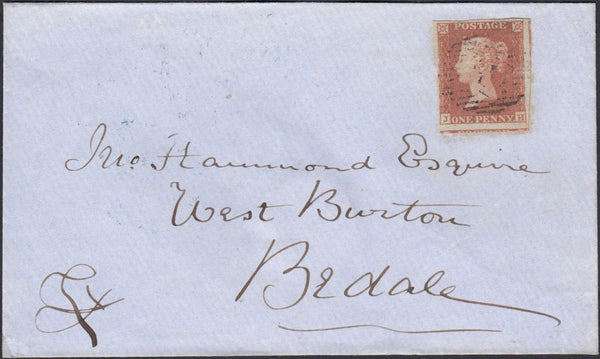 POSTAGE
J ONE PENNY H
Jno. Hammond Esquire
West Burton
Bedale